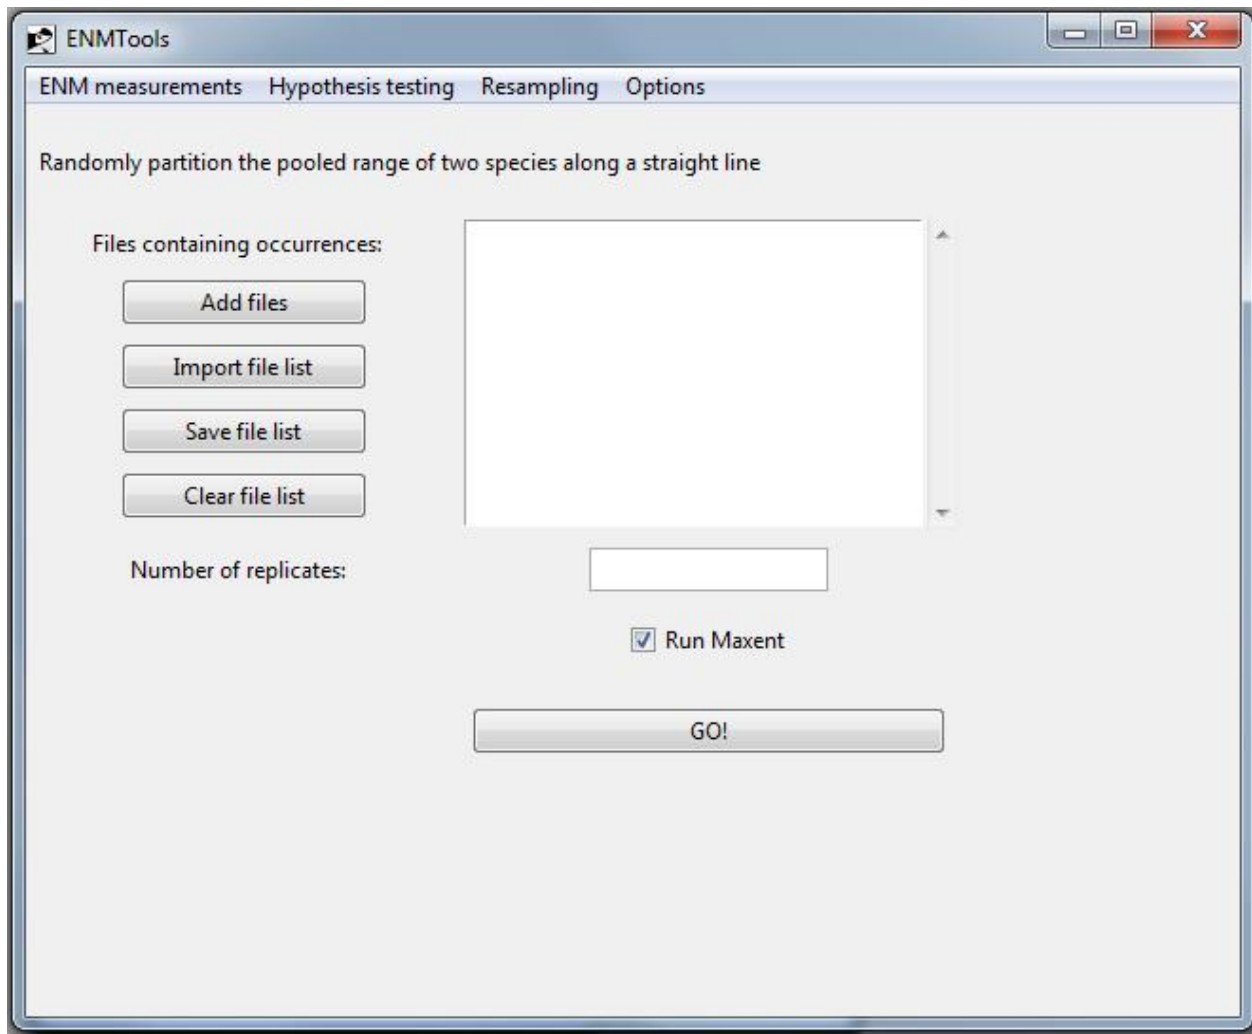 ENMTools
ENM measurements Hypothesis testing Resampling Options
Randomly partition the pooled range of two species along a straight line
Files containing occurrences:
Add files
Import file list
Save file list
Clear file list
Number of replicates:
Run Maxent
GO!